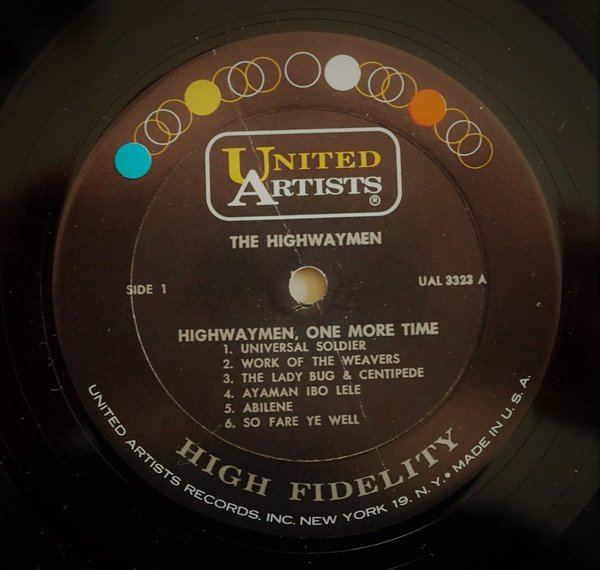 UNITED
ARTISTS
®
THE HIGHWAYMEN
SIDE 1
UAL 3323 A
HIGHWAYMEN, ONE MORE TIME
1. UNIVERSAL SOLDIER
2. WORK OF THE WEAVERS
3. THE LADY BUG & CENTIPEDE
4. AYAMAN IBO LELE
5. ABILENE
6. SO FARE YE WELL
HIGH FIDELITY
UNITED ARTISTS RECORDS, INC. NEW YORK 19, N. Y. • MADE IN U. S. A.